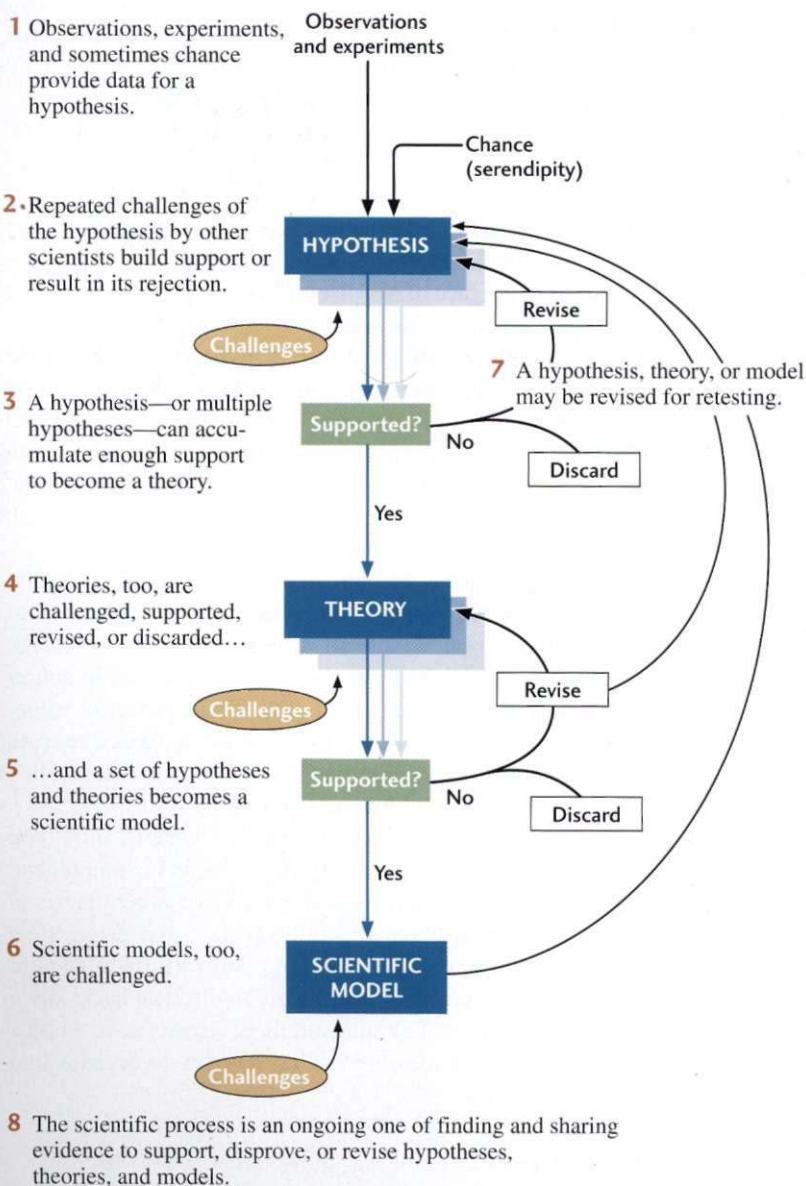 1 Observations, experiments,
and sometimes chance
provide data for a
hypothesis.
Observations
and experiments
Chance
(serendipity)
2 Repeated challenges of
the hypothesis by other
scientists build support or
result in its rejection.
HYPOTHESIS
Revise
Challenges
7 A hypothesis, theory, or model
may be revised for retesting.
3 A hypothesis—or multiple
hypotheses—can accu-
mulate enough support
to become a theory.
Supported?
No
Discard
Yes
4 Theories, too, are
challenged, supported,
revised, or discarded…
THEORY
Revise
Challenges
5 …and a set of hypotheses
and theories becomes a
scientific model.
Supported?
No
Discard
Yes
6 Scientific models, too,
are challenged.
SCIENTIFIC
MODEL
Challenges
8 The scientific process is an ongoing one of finding and sharing
evidence to support, disprove, or revise hypotheses,
theories, and models.